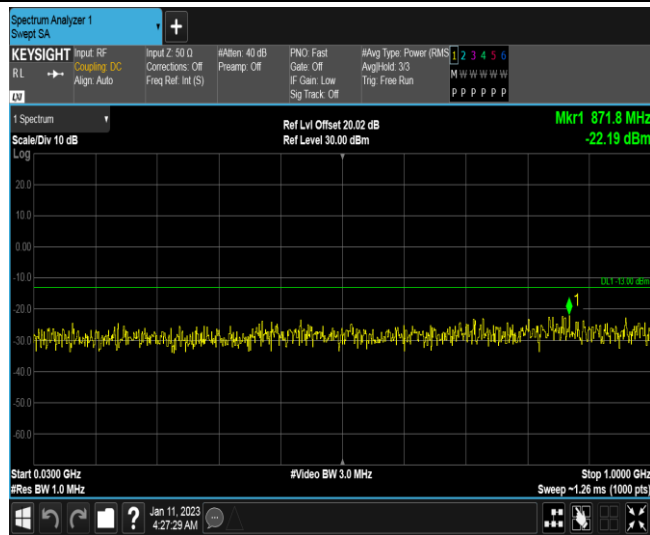 Spectrum Analyzer 1
Swept SA
+
KEYSIGHT
RL
Input: RF
Coupling: DC
Align: Auto
Input Z: 50 Ω
Corrections: Off
Freq Ref: Int (S)
#Atten: 40 dB
Preamp: Off
PNO: Fast
Gate: Off
IF Gain: Low
Sig Track: Off
#Avg Type: Power (RMS
Avg|Hold: 3/3
Trig: Free Run
1 2 3 4 5 6
M W W W W W
P P P P P P
1 Spectrum
Scale/Div 10 dB
Ref Lvl Offset 20.02 dB
Ref Level 30.00 dBm
Mkr1 871.8 MHz
-22.19 dBm
Log
20.0
10.0
0.00
-10.0
DL1 -13.00 dBm
1
-20.0
-30.0
-40.0
-50.0
-60.0
Start 0.0300 GHz
#Video BW 3.0 MHz
Stop 1.0000 GHz
#Res BW 1.0 MHz
Sweep ~1.26 ms (1000 pts)
?
Jan 11, 2023
4:27:29 AM